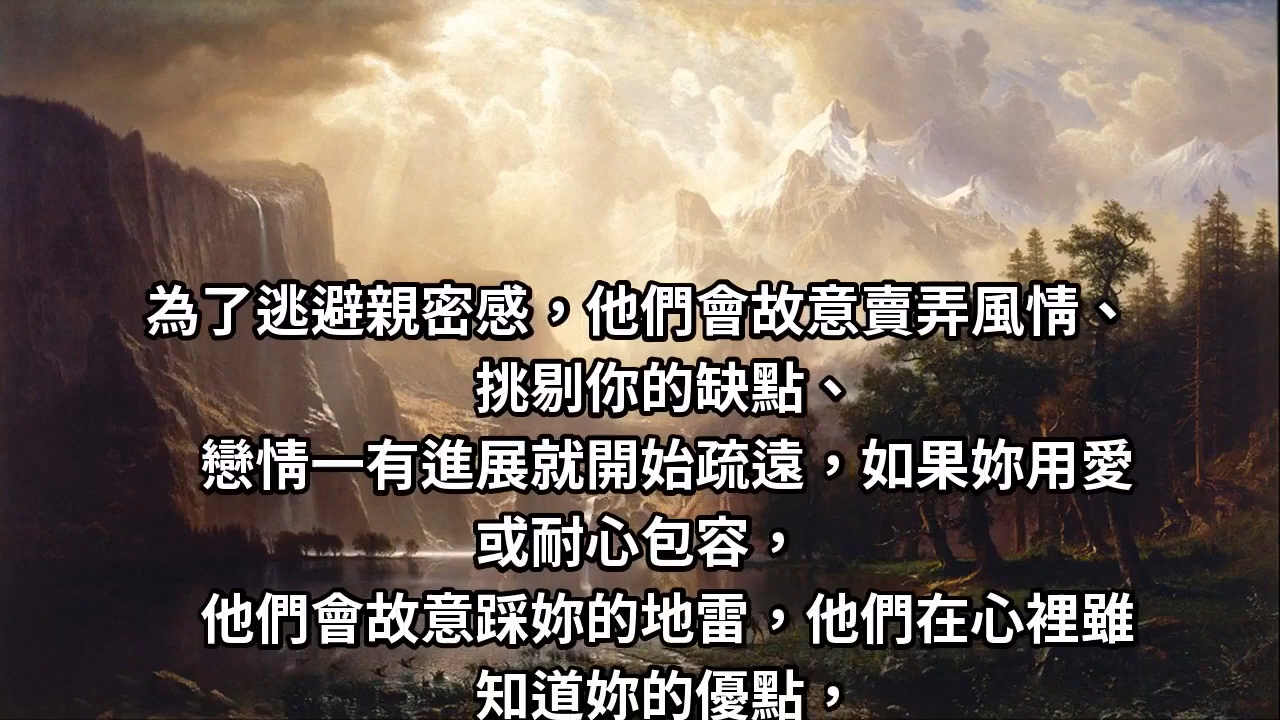 為了逃避親密感，他們會故意賣弄風情、
挑剔你的缺點、
戀情一有進展就開始疏遠，如果妳用愛
或耐心包容，
他們會故意踩妳的地雷，他們在心裡雖
知道妳的優點，